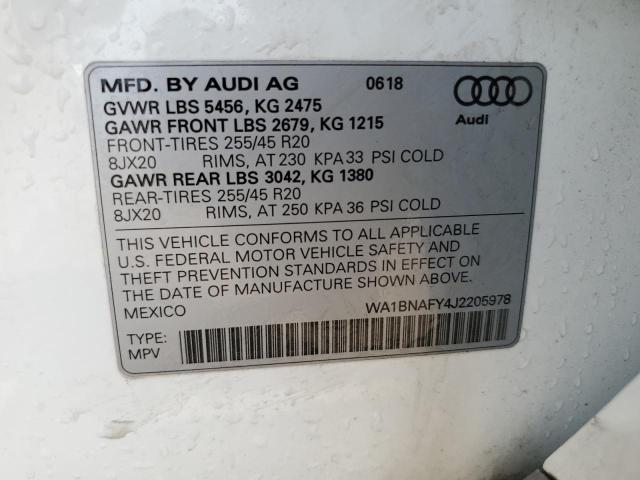 MFD. BY AUDI AG 0618
GVWR LBS 5456, KG 2475
GAWR FRONT LBS 2679, KG 1215
FRONT-TIRES 255/45 R20
8JX20 RIMS, AT 230 KPA 33 PSI COLD
GAWR REAR LBS 3042, KG 1380
REAR-TIRES 255/45 R20
8JX20 RIMS, AT 250 KPA 36 PSI COLD
Audi
THIS VEHICLE CONFORMS TO ALL APPLICABLE
U.S. FEDERAL MOTOR VEHICLE SAFETY AND
THEFT PREVENTION STANDARDS IN EFFECT ON
THE DATE OF MANUFACTURE SHOWN ABOVE.
MEXICO WA1BNAFY4J2205978
TYPE:
MPV